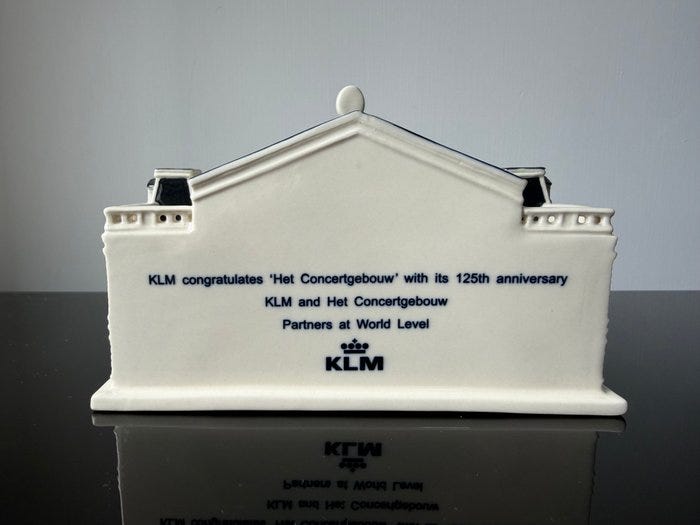 KLM congratulates 'Het Concertgebouw' with its 125th anniversary
KLM and Het Concertgebouw
Partners at World Level
KLM